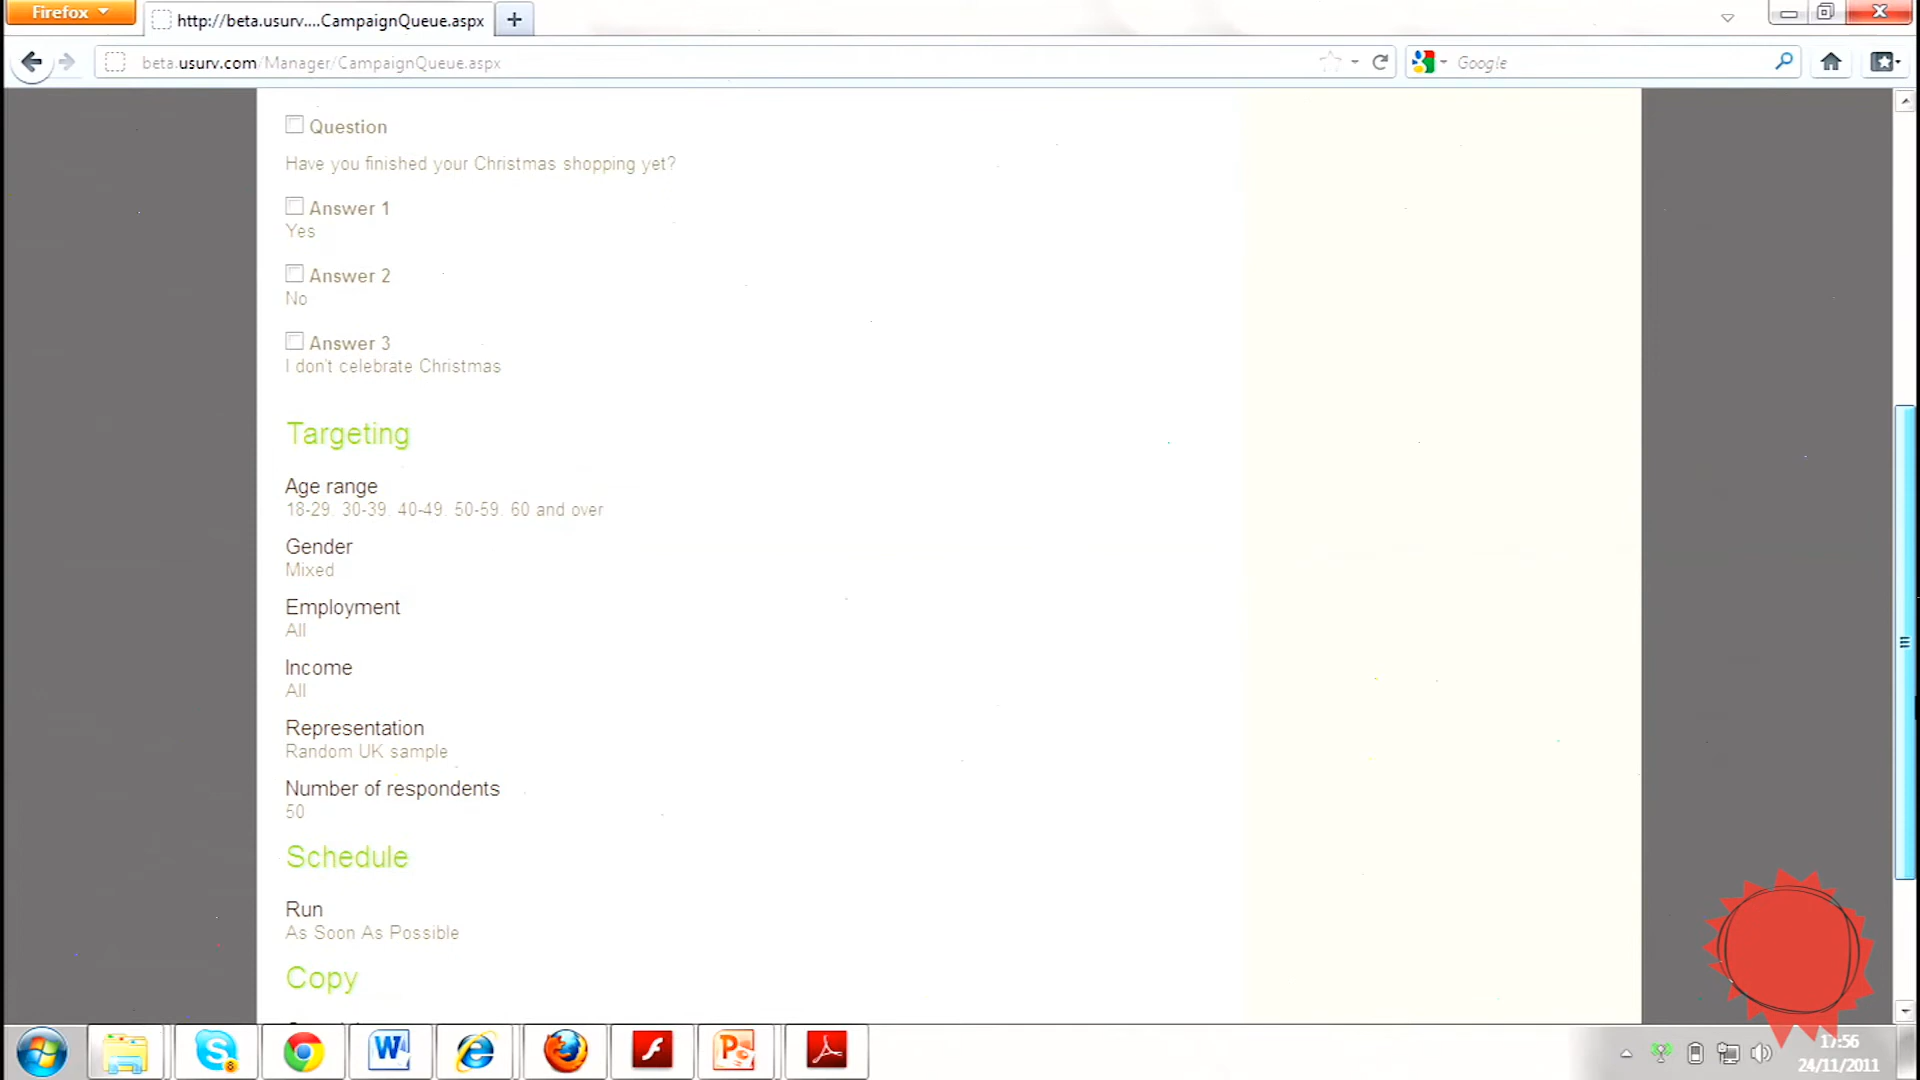 Firefox
http://beta.usurv....CampaignQueue.aspx
beta.usurv.com/Manager/CampaignQueue.aspx
Google
Question
Have you finished your Christmas shopping yet?
Answer 1
Yes
Answer 2
No
Answer 3
I don't celebrate Christmas
Targeting
Age range
18-29. 30-39. 40-49. 50-59. 60 and over
Gender
Mixed
Employment
All
Income
All
Representation
Random UK sample
Number of respondents
50
Schedule
Run
As Soon As Possible
Copy
17:56
24/11/2011